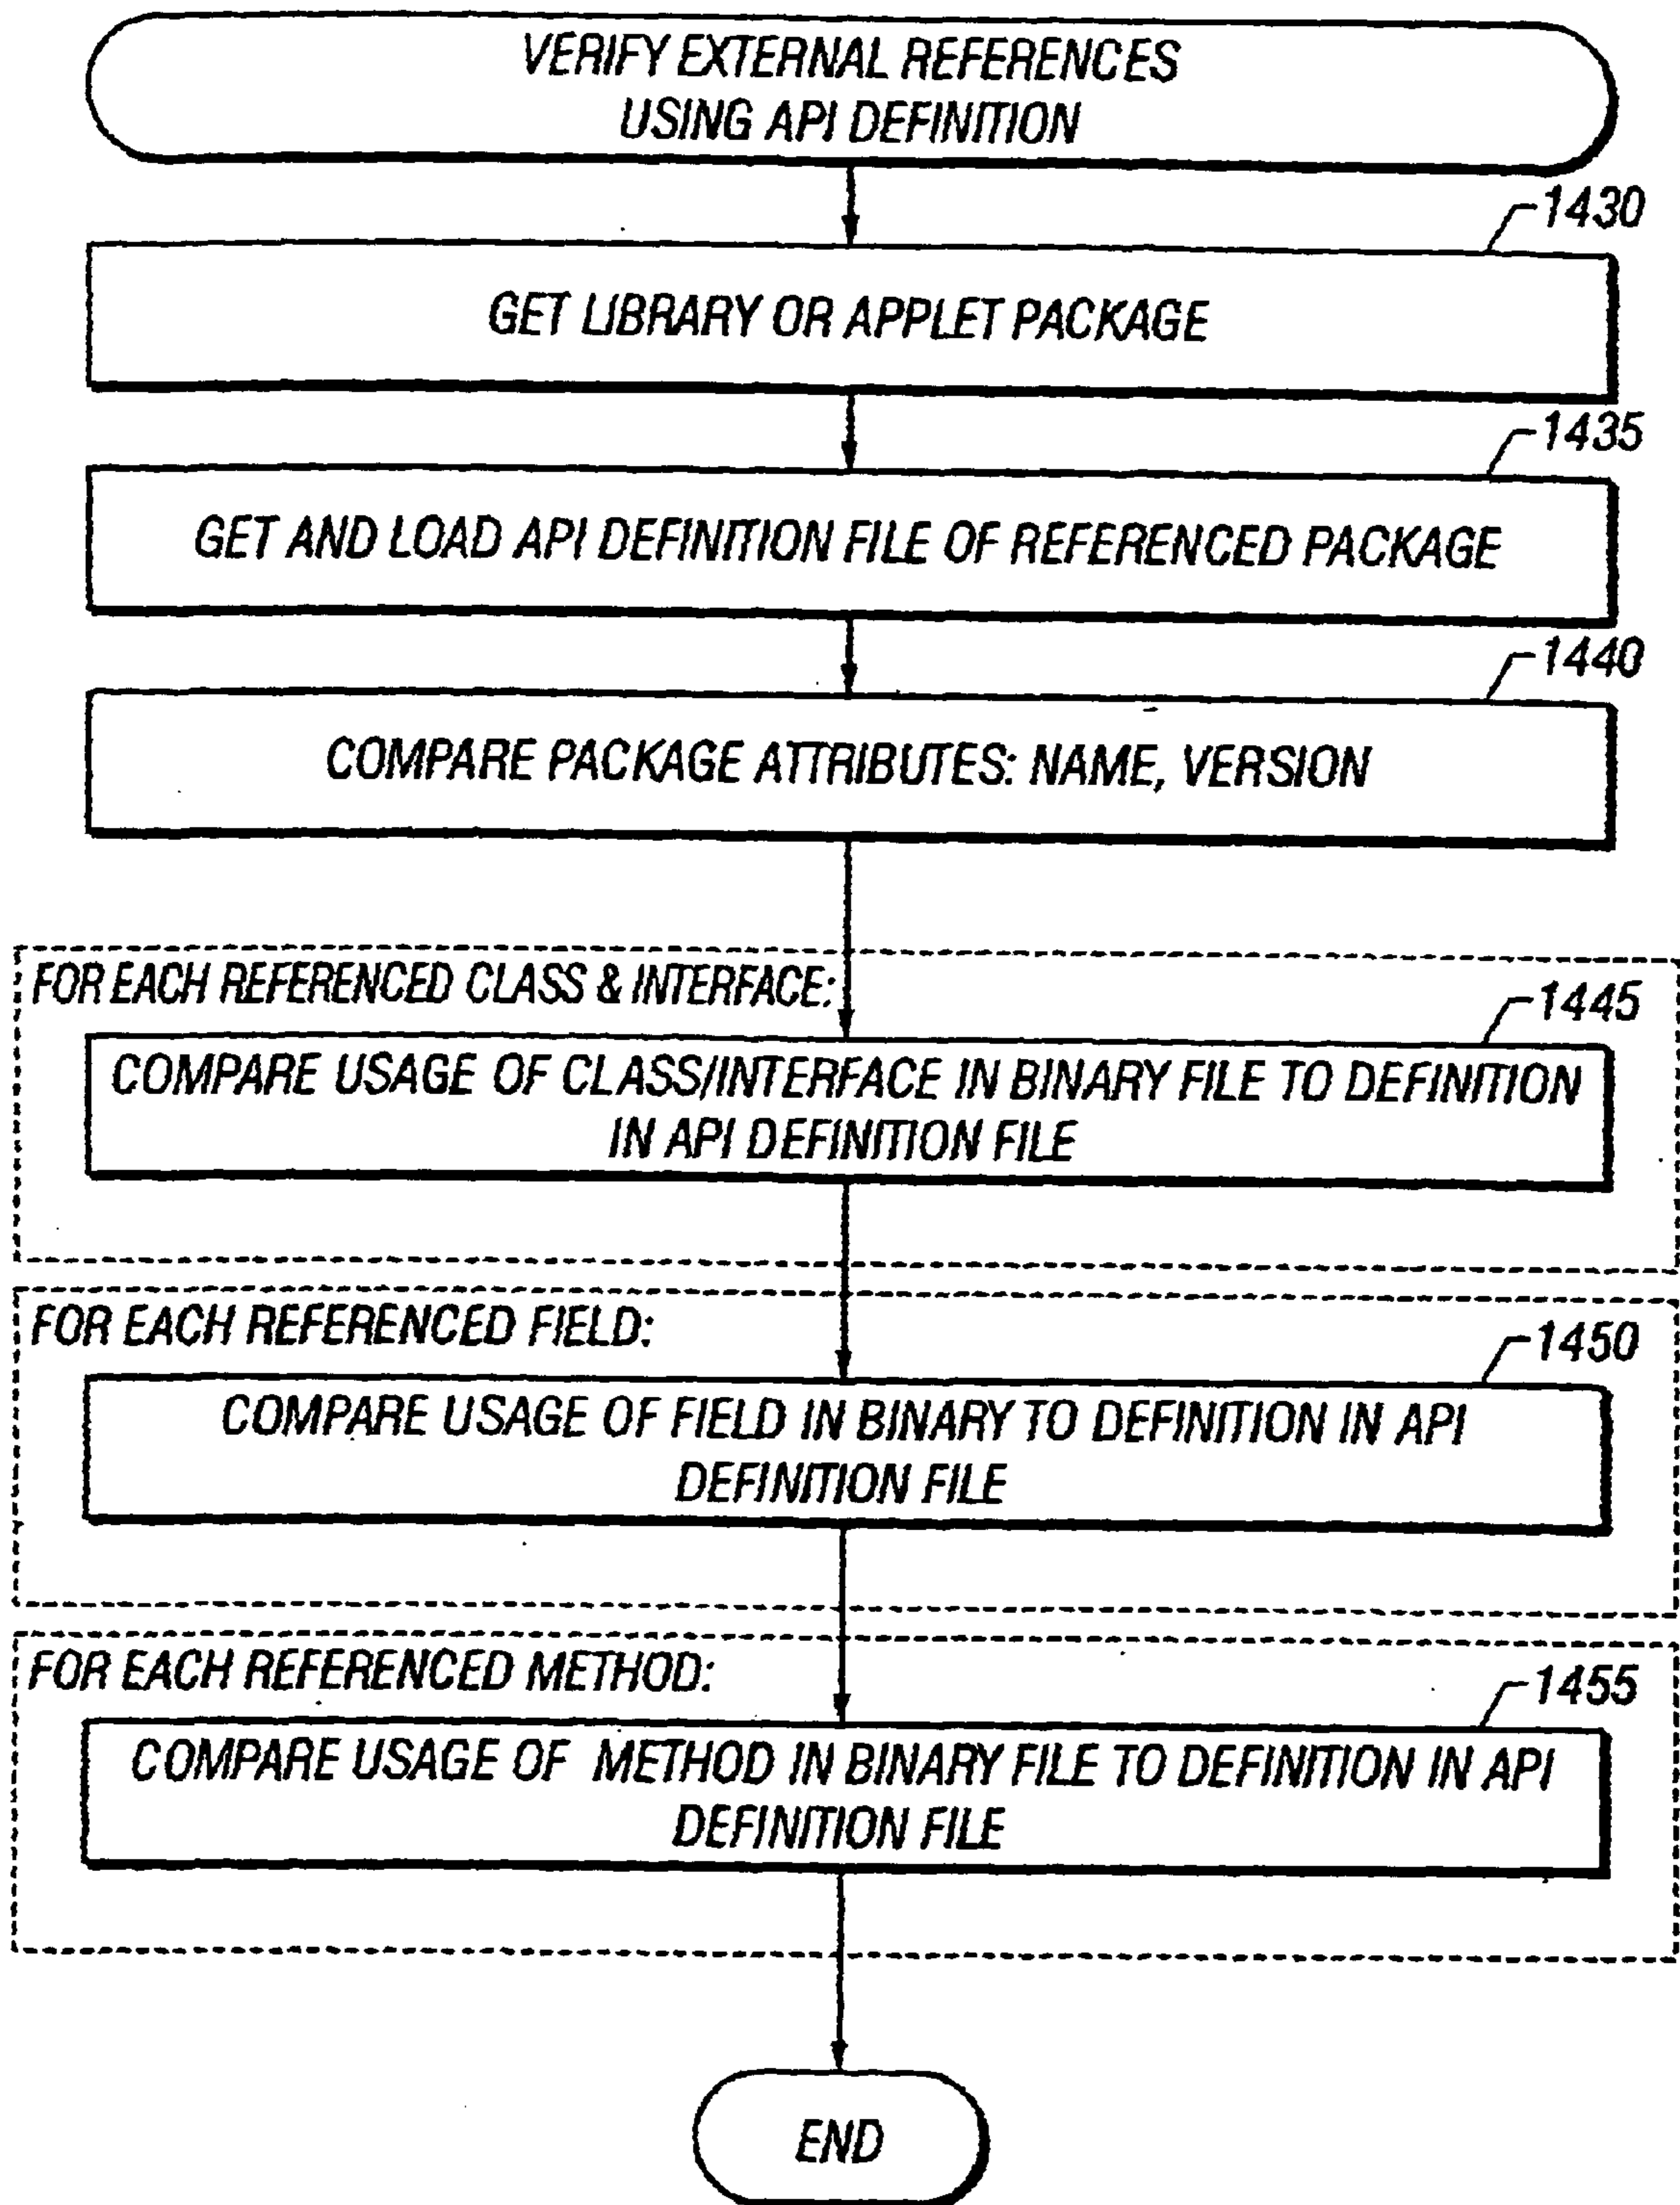 VERIFY EXTERNAL REFERENCES
USING API DEFINITION
1430
GET LIBRARY OR APPLET PACKAGE
1435
GET AND LOAD API DEFINITION FILE OF REFERENCED PACKAGE
1440
COMPARE PACKAGE ATTRIBUTES: NAME, VERSION
FOR EACH REFERENCED CLASS & INTERFACE:
1445
COMPARE USAGE OF CLASS/INTERFACE IN BINARY FILE TO DEFINITION
IN API DEFINITION FILE
FOR EACH REFERENCED FIELD:
1450
COMPARE USAGE OF FIELD IN BINARY TO DEFINITION IN API
DEFINITION FILE
FOR EACH REFERENCED METHOD:
1455
COMPARE USAGE OF METHOD IN BINARY FILE TO DEFINITION IN API
DEFINITION FILE
END